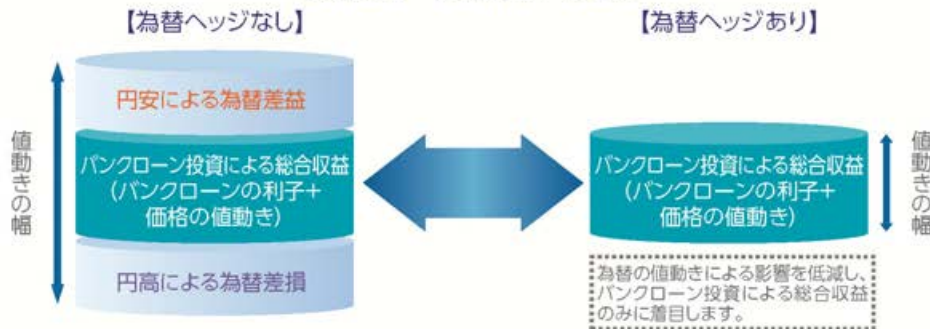 【為替ヘッジなし】
円安による為替差益
バンクローン投資による総合収益
(バンクローンの利子+
価格の値動き)
円高による為替差損
値動きの幅
【為替ヘッジあり】
バンクローン投資による総合収益
(バンクローンの利子+
価格の値動き)
値動きの幅
為替の値動きによる影響を低減し、
バンクローン投資による総合収益
のみに着目します。